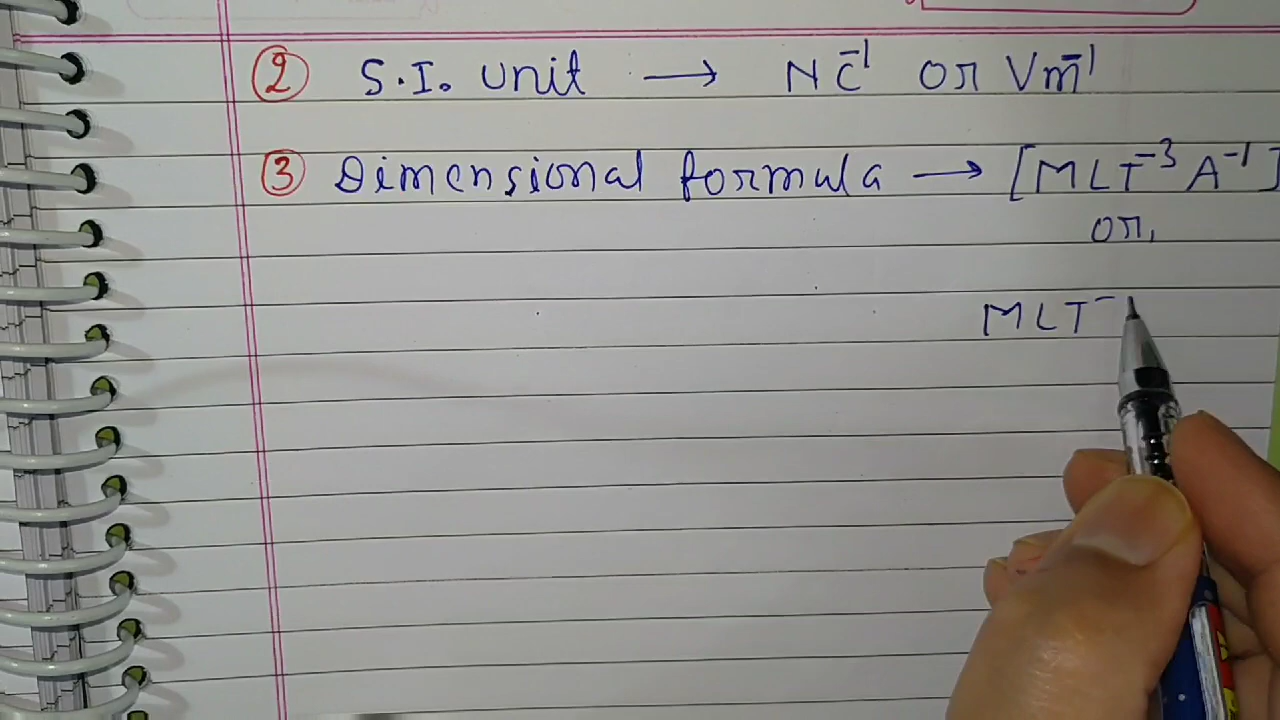 ② S.I. unit → NC⁻¹ or Vm⁻¹
③ Dimensional formula → [MLT⁻³A⁻¹]
or,
MLT⁻